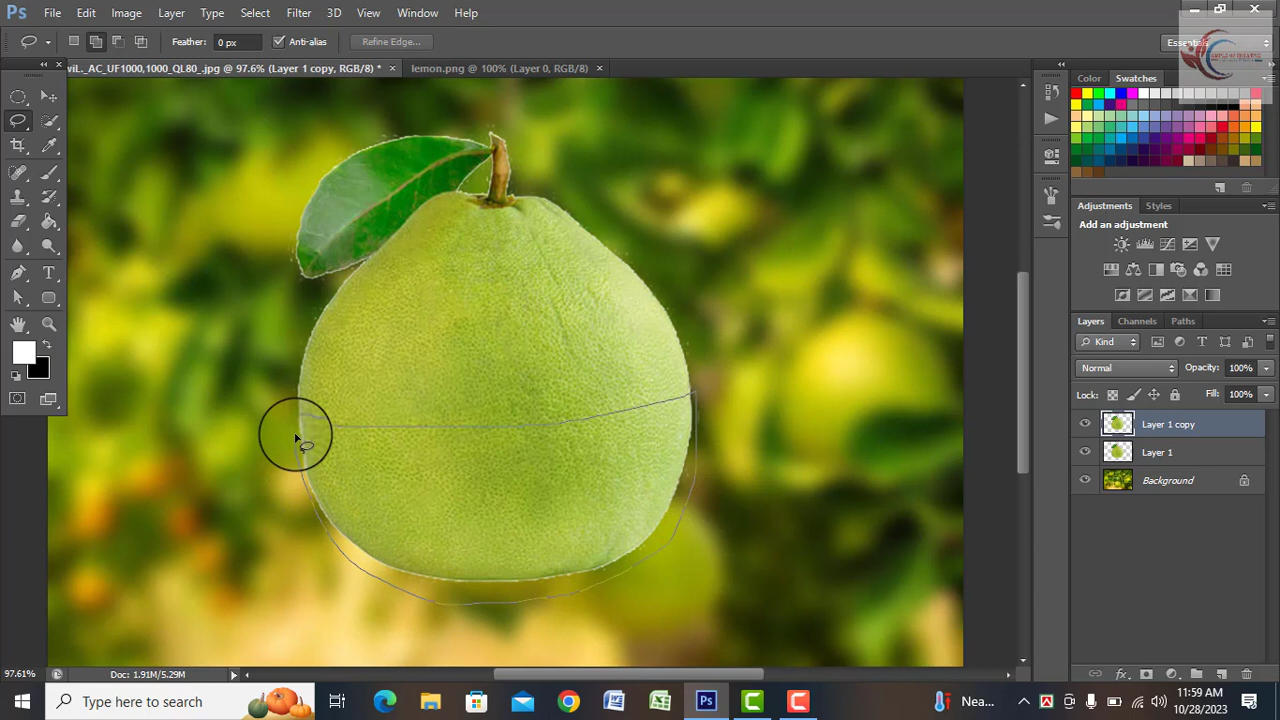 Ps File Edit Image Layer Type Select Filter 3D View Window Help
Feather: 0 px Anti-alias Refine Edge... Essentials
viL._AC_UF1000,1000_QL80_.jpg @ 97.6% (Layer 1 copy, RGB/8) * × lemon.png @ 100% (Layer 0, RGB/8) ×
Color Swatches
Adjustments Styles
Add an adjustment
Layers Channels Paths
Kind
Normal Opacity: 100%
Lock: Fill: 100%
Layer 1 copy
Layer 1
Background
97.61% Doc: 1.91M/5.29M
Type here to search Nea... 11:59 AM
10/28/2023